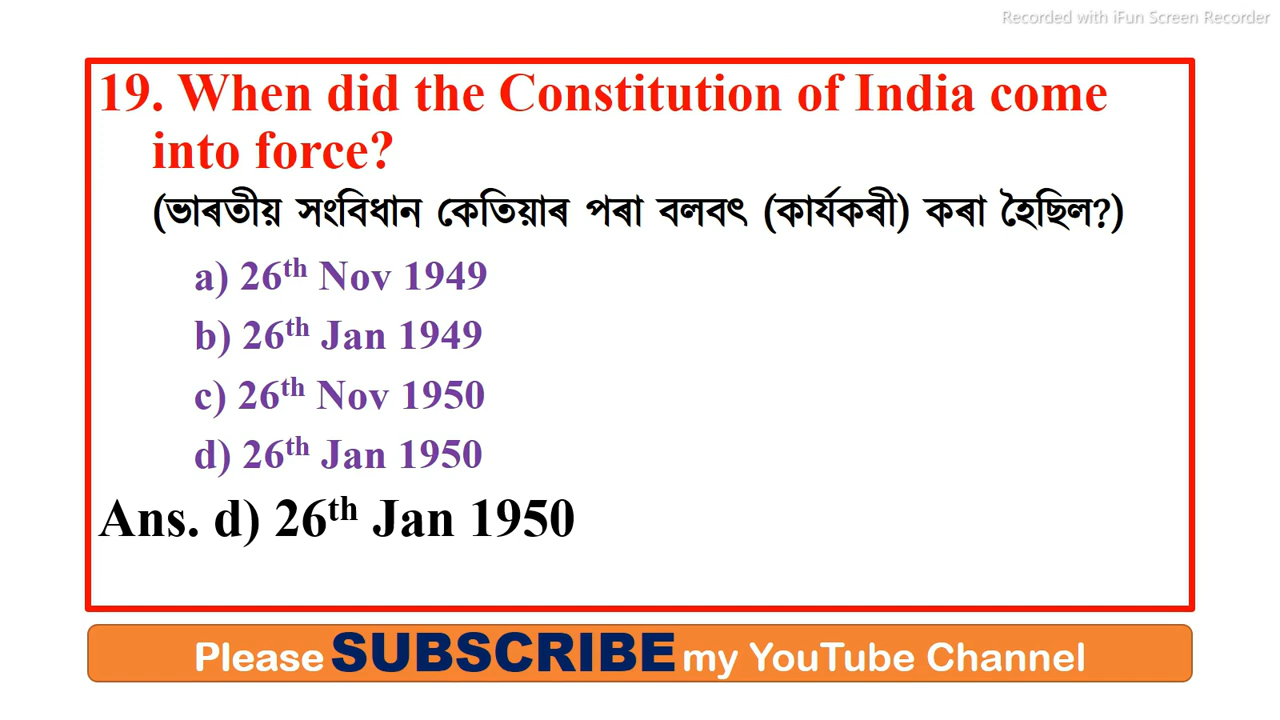 Recorded with iFun Screen Recorder
19. When did the Constitution of India come
into force?
(ভাৰতীয় সংবিধান কেতিয়াৰ পৰা বলবৎ (কাৰ্যকৰী) কৰা হৈছিল?)
a) 26th Nov 1949
b) 26th Jan 1949
c) 26th Nov 1950
d) 26th Jan 1950
Ans. d) 26th Jan 1950
Please SUBSCRIBE my YouTube Channel